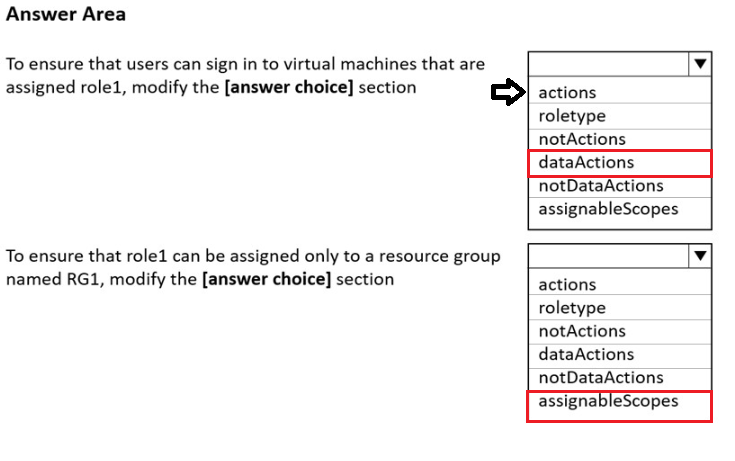 Answer Area
To ensure that users can sign in to virtual machines that are
assigned role1, modify the [answer choice] section
actions
roletype
notActions
dataActions
notDataActions
assignableScopes
To ensure that role1 can be assigned only to a resource group
named RG1, modify the [answer choice] section
actions
roletype
notActions
dataActions
notDataActions
assignableScopes